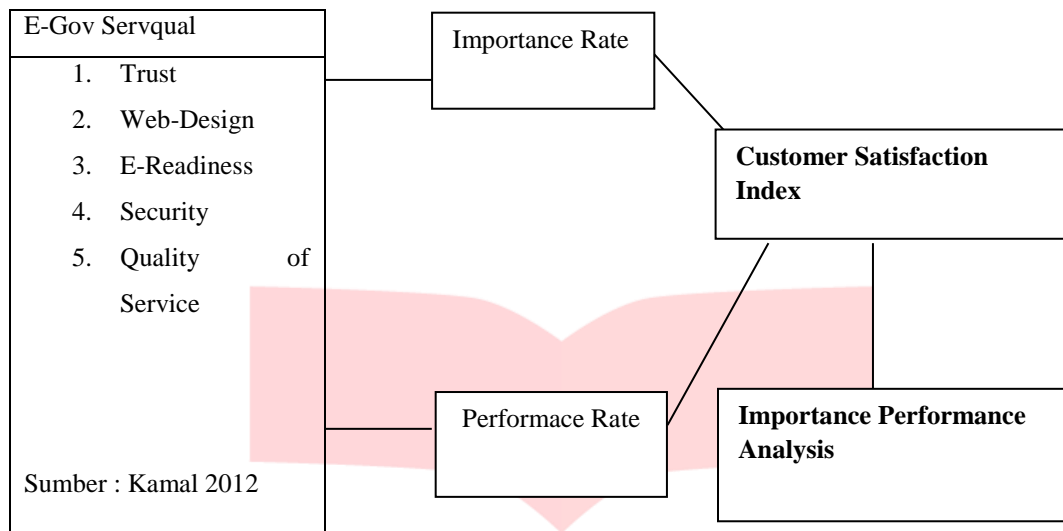 E-Gov Servqual
1. Trust
2. Web-Design
3. E-Readiness
4. Security
5. Quality of
Service
Sumber : Kamal 2012
Importance Rate
Performace Rate
Customer Satisfaction
Index
Importance Performance
Analysis